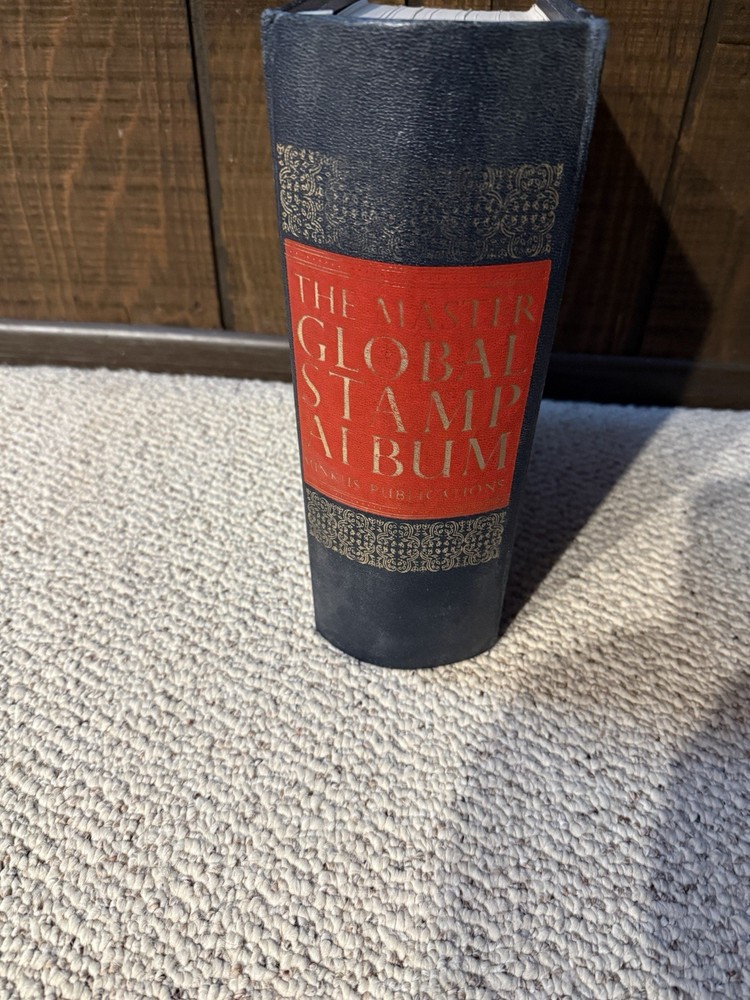 THE MASTER
GLOBAL
STAMP
ALBUM
MINKUS PUBLICATIONS